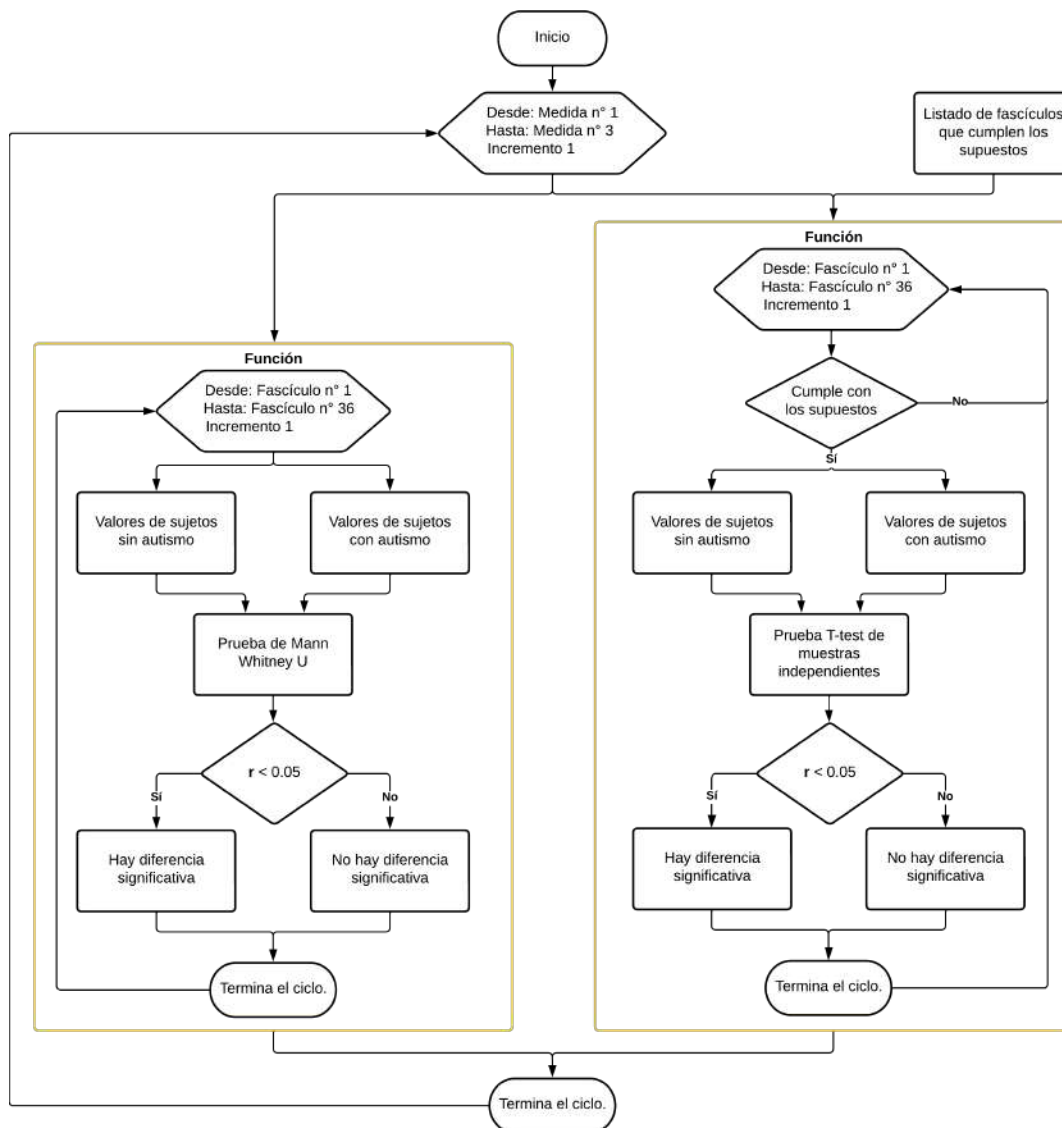 Inicio
Desde: Medida n° 1
Hasta: Medida n° 3
Incremento 1
Listado de fascículos
que cumplen los
supuestos
Función
Desde: Fascículo n° 1
Hasta: Fascículo n° 36
Incremento 1
Cumple con
los supuestos
No
Sí
Valores de sujetos
sin autismo
Valores de sujetos
con autismo
Prueba T-test de
muestras
independientes
r < 0.05
Sí
No
Hay diferencia
significativa
No hay diferencia
significativa
Termina el ciclo.
Función
Desde: Fascículo n° 1
Hasta: Fascículo n° 36
Incremento 1
Valores de sujetos
sin autismo
Valores de sujetos
con autismo
Prueba de Mann
Whitney U
r < 0.05
Sí
No
Hay diferencia
significativa
No hay diferencia
significativa
Termina el ciclo.
Termina el ciclo.